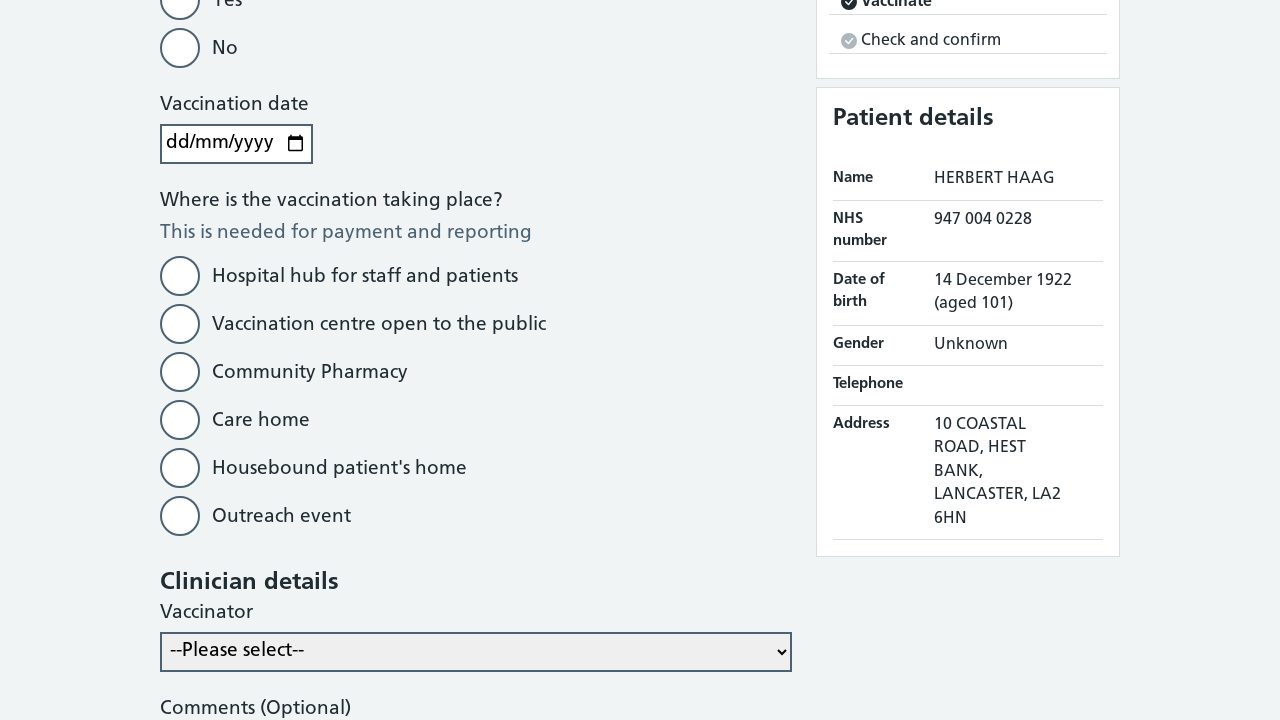 Yes
No
Vaccination date
dd/mm/yyyy
Where is the vaccination taking place?
This is needed for payment and reporting
Hospital hub for staff and patients
Vaccination centre open to the public
Community Pharmacy
Care home
Housebound patient's home
Outreach event
Clinician details
Vaccinator
--Please select--
Comments (Optional)
Vaccinate
Check and confirm
Patient details
Name HERBERT HAAG
NHS number 947 004 0228
Date of birth 14 December 1922 (aged 101)
Gender Unknown
Telephone
Address 10 COASTAL
ROAD, HEST
BANK,
LANCASTER, LA2
6HN